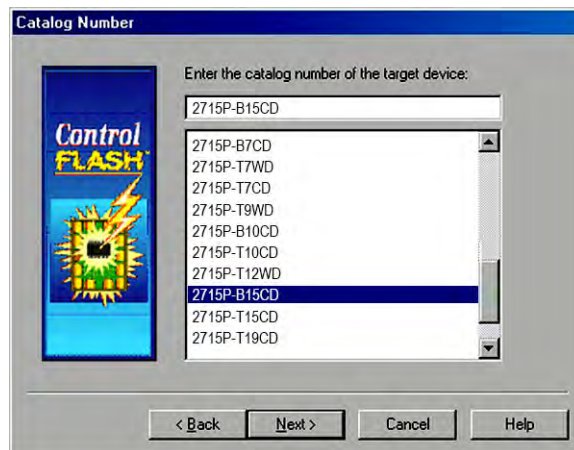 Catalog Number
Enter the catalog number of the target device:
2715P-B15CD
Control
FLASH
2715P-B7CD
2715P-T7WD
2715P-T7CD
2715P-T9WD
2715P-B10CD
2715P-T10CD
2715P-T12WD
2715P-B15CD
2715P-T15CD
2715P-T19CD
< Back
Next >
Cancel
Help